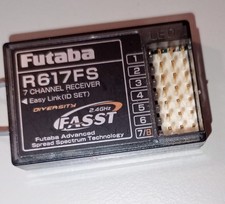 Futaba
R617FS
7 CHANNEL RECEIVER
Easy Link(ID SET)
DIVERSITY
2.4GHz
FASST
Futaba Advanced
Spread Spectrum Technology
1
2
3
4
5
6
7/B